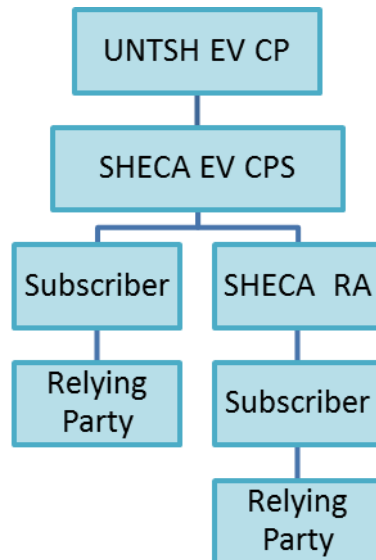 UNTSH EV CP
SHECA EV CPS
Subscriber
SHECA RA
Relying
Party
Subscriber
Relying
Party